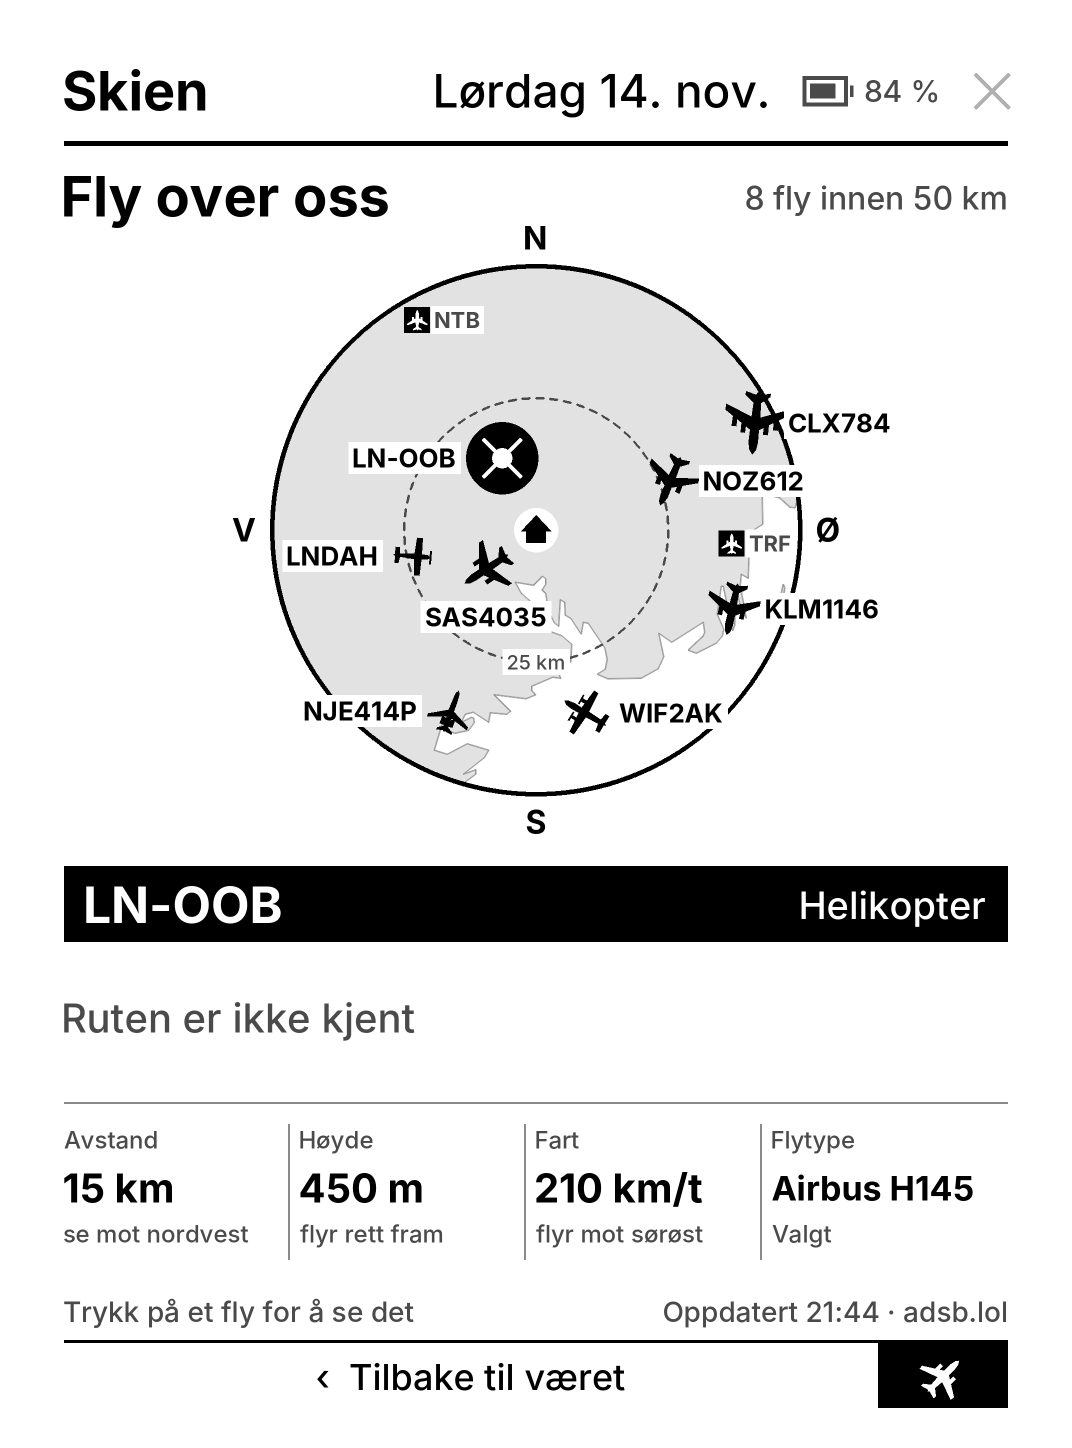 Skien
Lørdag 14. nov.
84 %
Fly over oss
8 fly innen 50 km
N
NTB
CLX784
LN-OOB
NOZ612
V
Ø
TRF
LNDAH
SAS4035
KLM1146
25 km
NJE414P
WIF2AK
S
LN-OOB
Helikopter
Ruten er ikke kjent
Avstand
15 km
se mot nordvest
Høyde
450 m
flyr rett fram
Fart
210 km/t
flyr mot sørøst
Flytype
Airbus H145
Valgt
Trykk på et fly for å se det
Oppdatert 21:44 · adsb.lol
‹ Tilbake til været